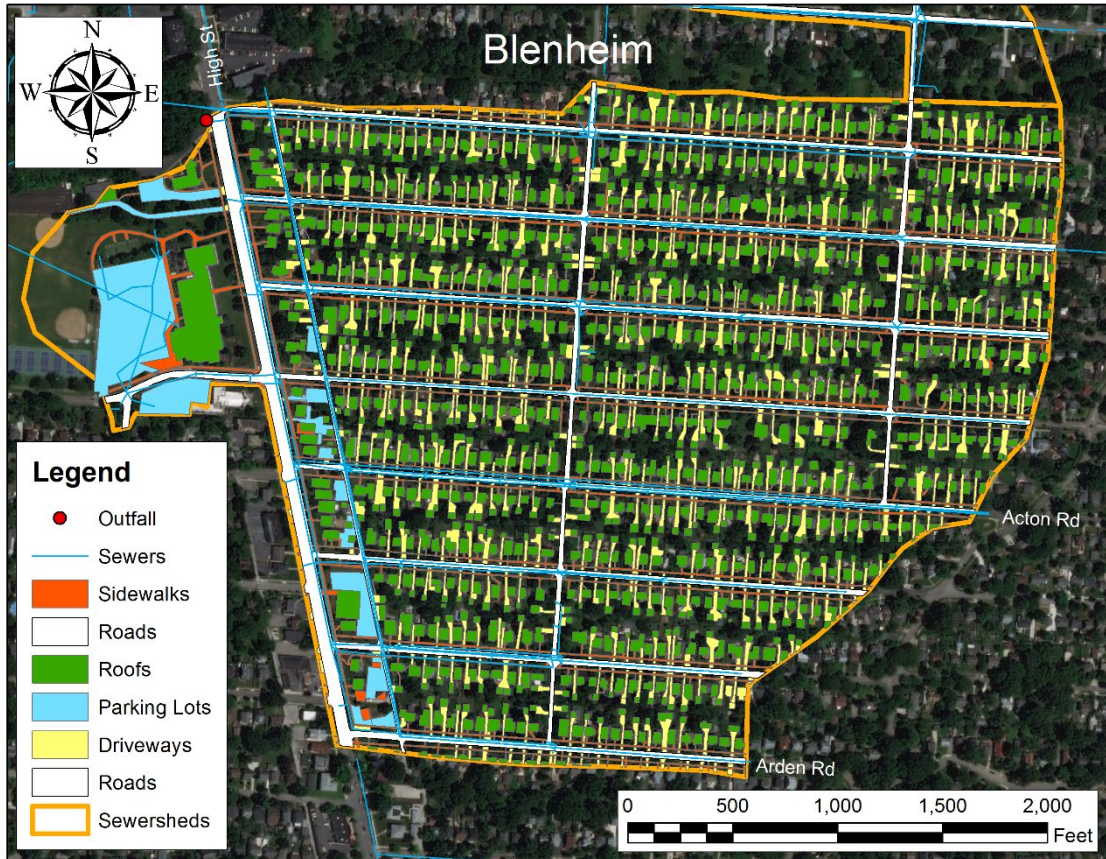 Blenheim
High St.
N
W E
S
Acton Rd
Arden Rd
Legend
Outfall
Sewers
Sidewalks
Roads
Roofs
Parking Lots
Driveways
Roads
Sewersheds
0 500 1,000 1,500 2,000
Feet